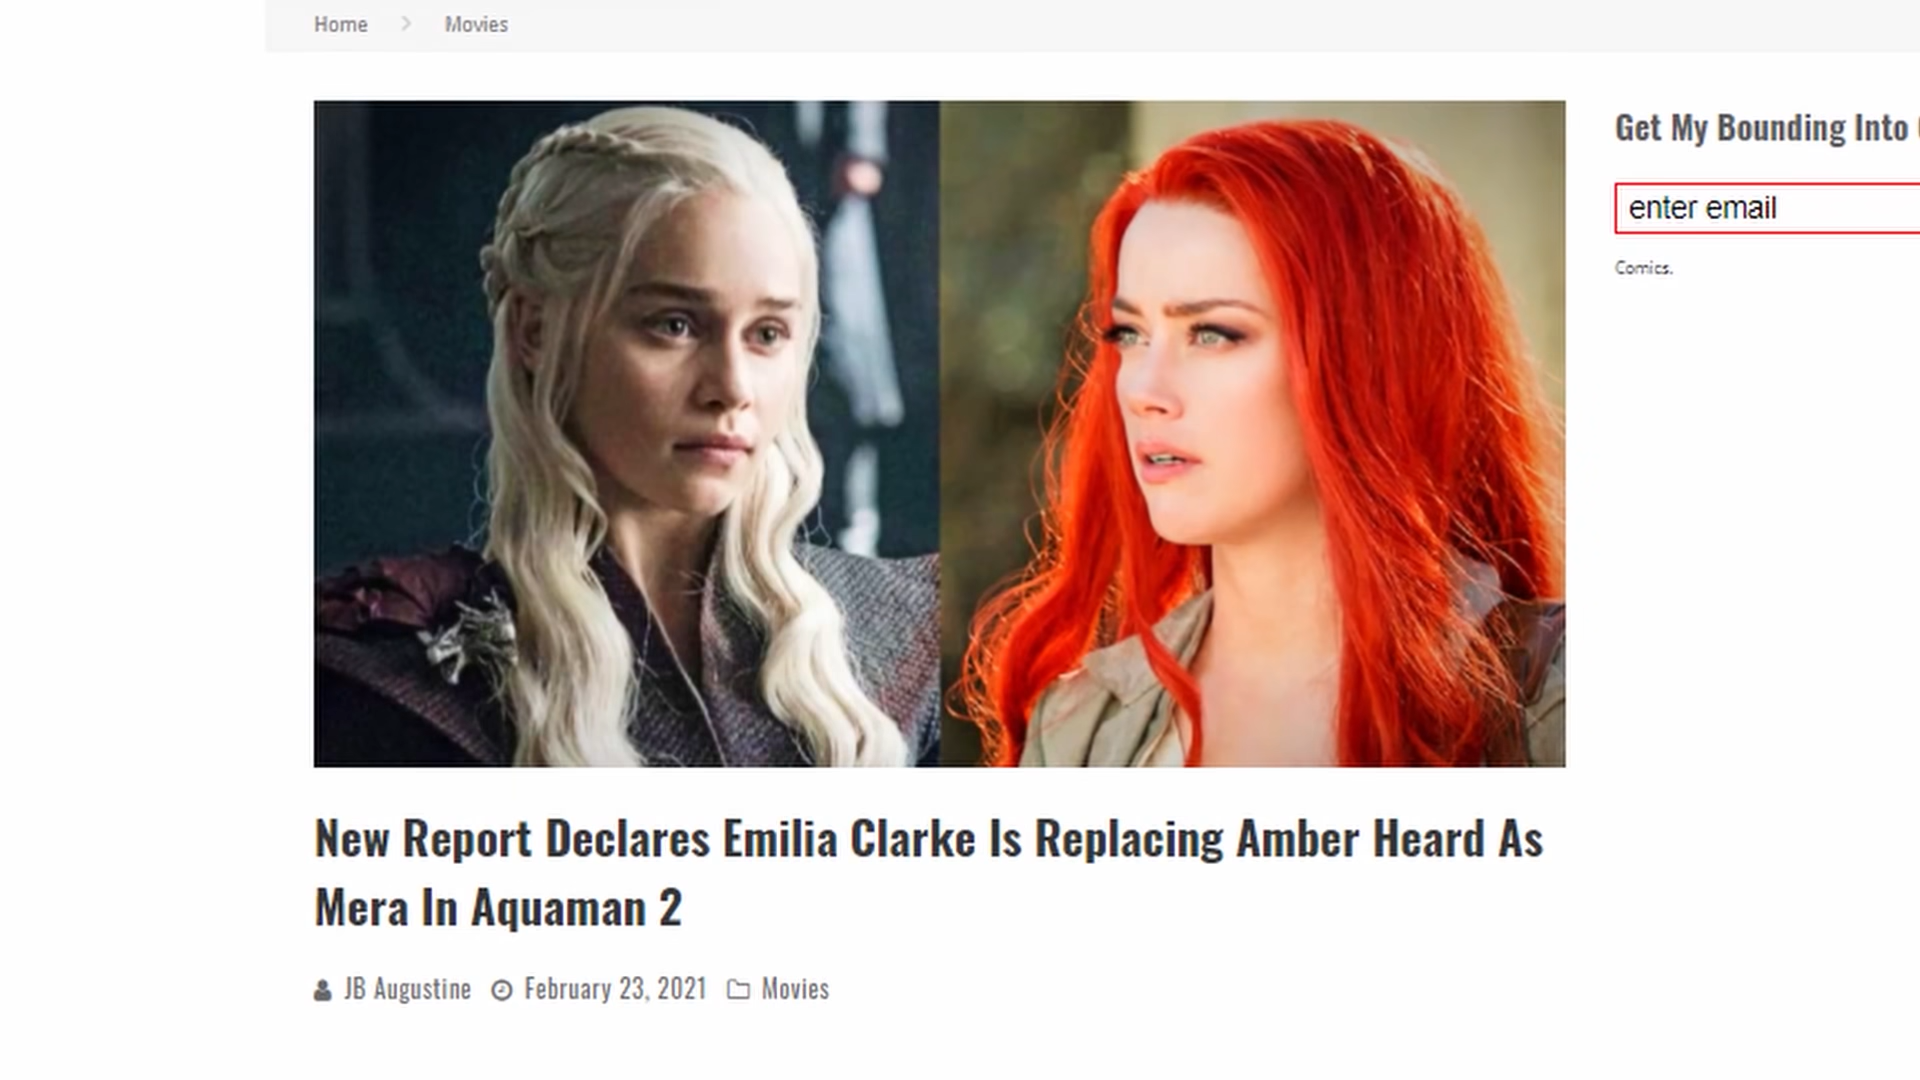 Home > Movies
Get My Bounding Into
enter email
Comics.
New Report Declares Emilia Clarke Is Replacing Amber Heard As
Mera In Aquaman 2
JB Augustine February 23, 2021 Movies